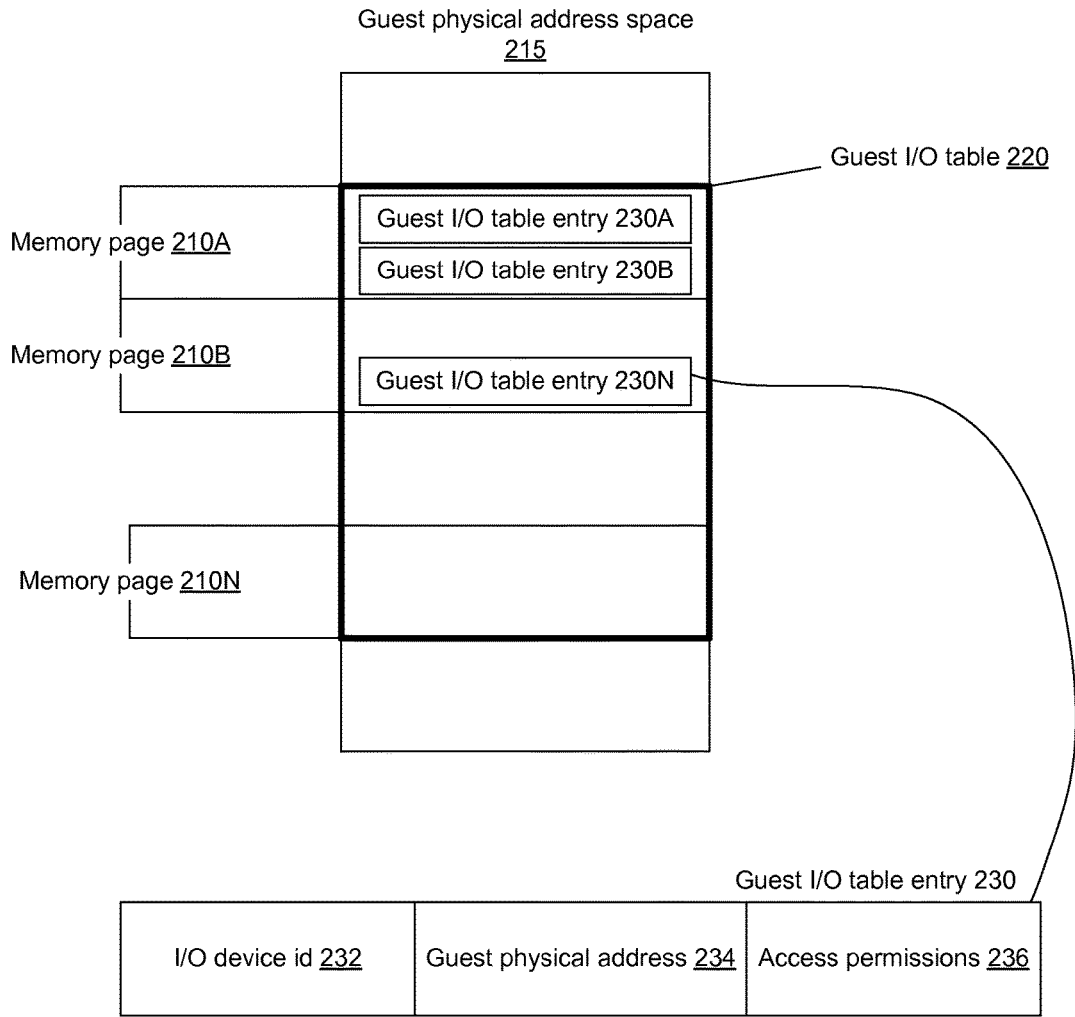 Guest physical address space
215
Guest I/O table 220
Guest I/O table entry 230A
Memory page 210A
Guest I/O table entry 230B
Memory page 210B
Guest I/O table entry 230N
Memory page 210N
Guest I/O table entry 230
I/O device id 232
Guest physical address 234
Access permissions 236